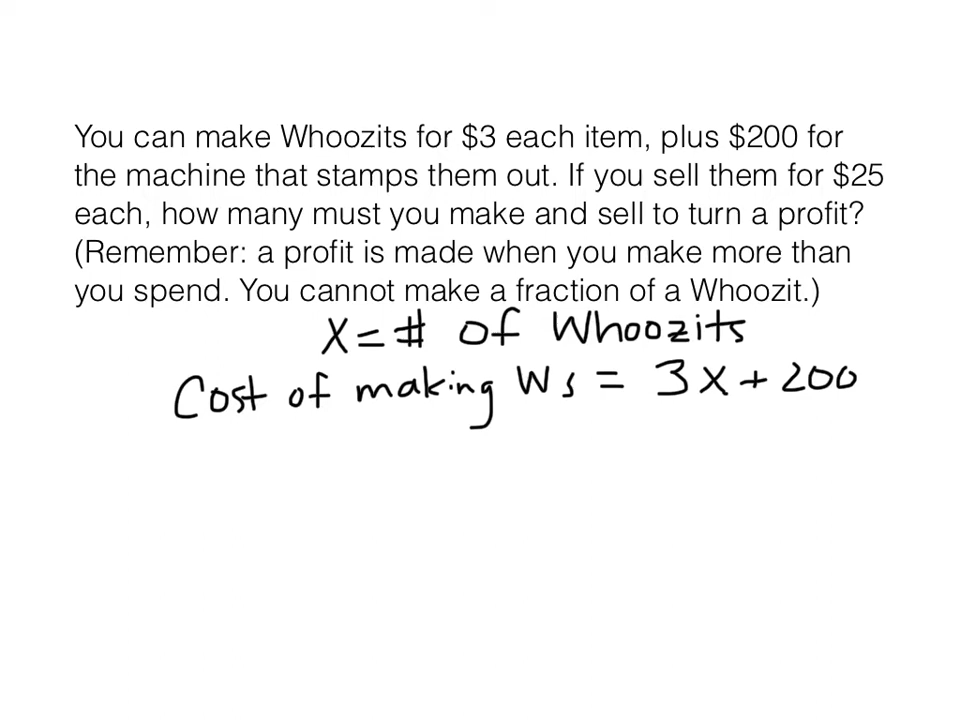 You can make Whoozits for $3 each item, plus $200 for
the machine that stamps them out. If you sell them for $25
each, how many must you make and sell to turn a profit?
(Remember: a profit is made when you make more than
you spend. You cannot make a fraction of a Whoozit.)
X = # of Whoozits
Cost of making Ws = 3x + 200